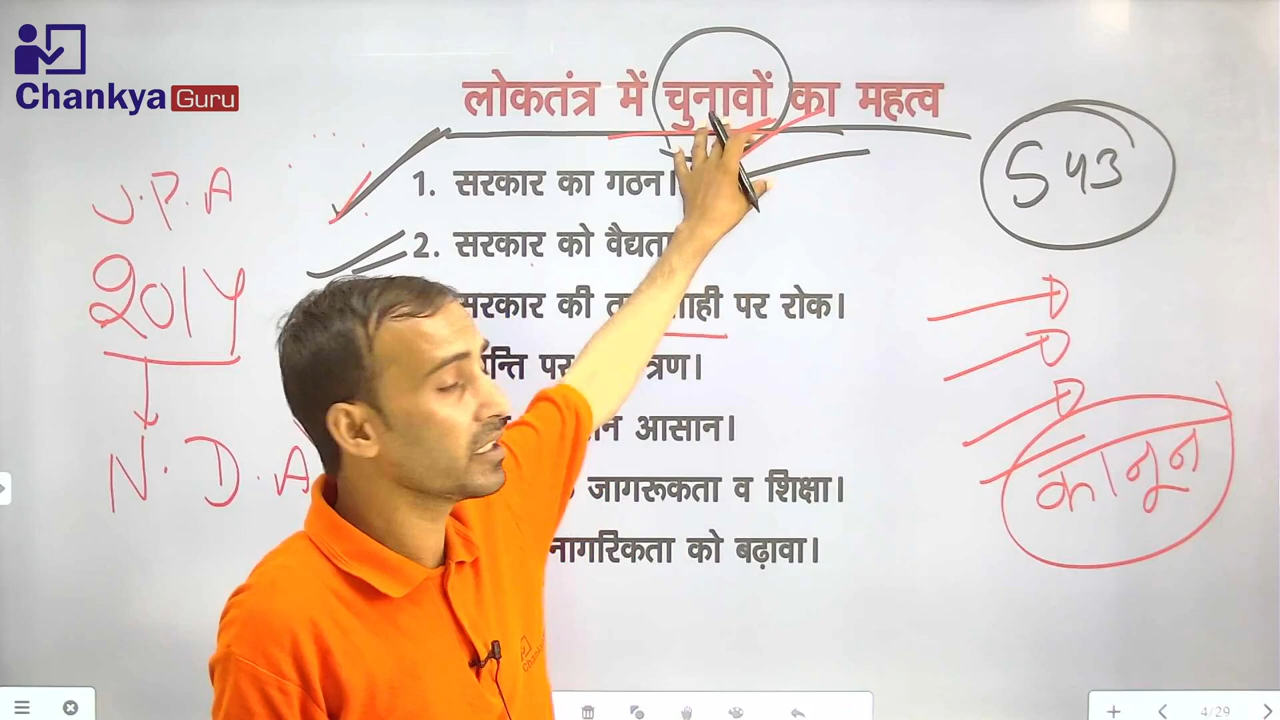 Chankya Guru
लोकतंत्र में चुनावों का महत्व
1. सरकार का गठन।
2. सरकार को वैद्यता
सरकार की शाही पर रोक।
पर त्रण।
आसान।
जागरूकता व शिक्षा।
नागरिकता को बढ़ावा।
U.P.A
2014
N.D.A
543
कानून
4/29